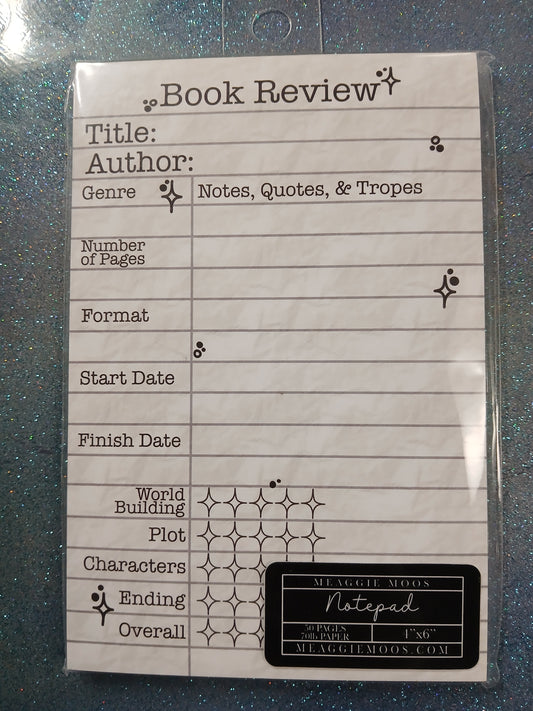 Book Review
Title:
Author:
Genre
Notes, Quotes, & Tropes
Number
of Pages
Format
Start Date
Finish Date
World
Building
Plot
Characters
Ending
Overall
MEAGGIE MOOS
Notepad
50 PAGES
70lb PAPER
4"x6"
MEAGGIEMOOS.COM